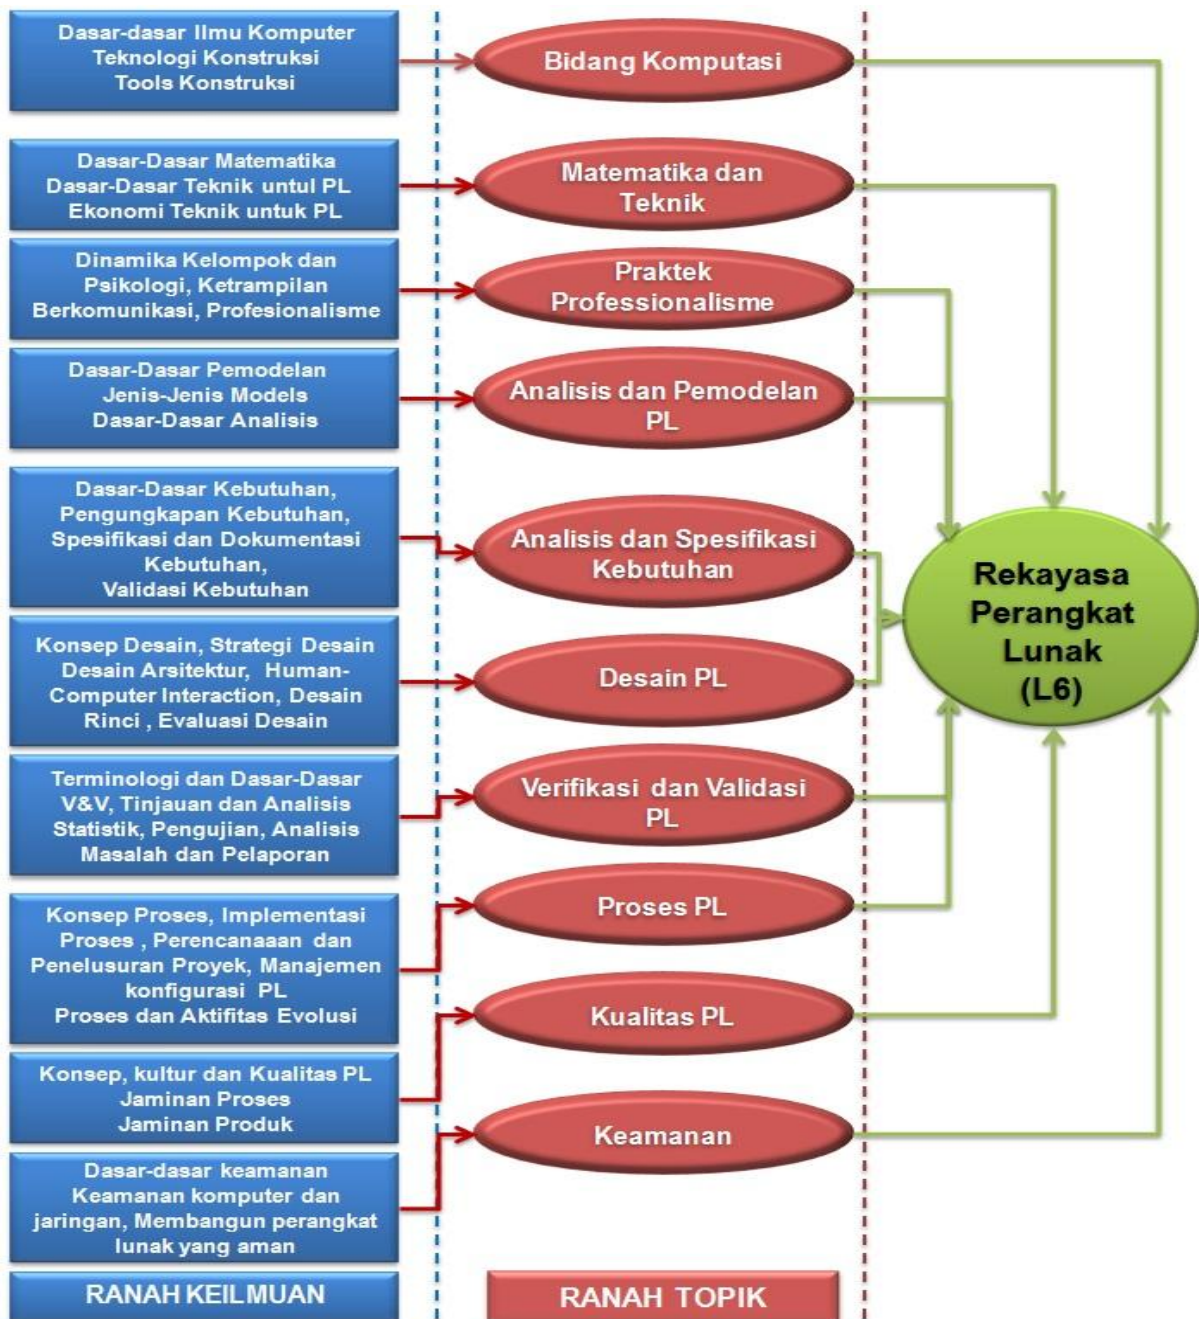 Dasar-dasar Ilmu Komputer
Teknologi Konstruksi
Tools Konstruksi
Bidang Komputasi
Dasar-Dasar Matematika
Dasar-Dasar Teknik untul PL
Ekonomi Teknik untuk PL
Matematika dan
Teknik
Dinamika Kelompok dan
Psikologi, Ketrampilan
Berkomunikasi, Profesionalisme
Praktek
Professionalisme
Dasar-Dasar Pemodelan
Jenis-Jenis Models
Dasar-Dasar Analisis
Analisis dan Pemodelan
PL
Dasar-Dasar Kebutuhan,
Pengungkapan Kebutuhan,
Spesifikasi dan Dokumentasi
Kebutuhan,
Validasi Kebutuhan
Analisis dan Spesifikasi
Kebutuhan
Rekayasa
Perangkat
Lunak
(L6)
Konsep Desain, Strategi Desain
Desain Arsitektur, Human-
Computer Interaction, Desain
Rinci , Evaluasi Desain
Desain PL
Terminologi dan Dasar-Dasar
V&V, Tinjauan dan Analisis
Statistik, Pengujian, Analisis
Masalah dan Pelaporan
Verifikasi dan Validasi
PL
Konsep Proses, Implementasi
Proses , Perencanaaan dan
Penelusuran Proyek, Manajemen
konfigurasi PL
Proses dan Aktifitas Evolusi
Proses PL
Konsep, kultur dan Kualitas PL
Jaminan Proses
Jaminan Produk
Kualitas PL
Dasar-dasar keamanan
Keamanan komputer dan
jaringan, Membangun perangkat
lunak yang aman
Keamanan
RANAH KEILMUAN
RANAH TOPIK